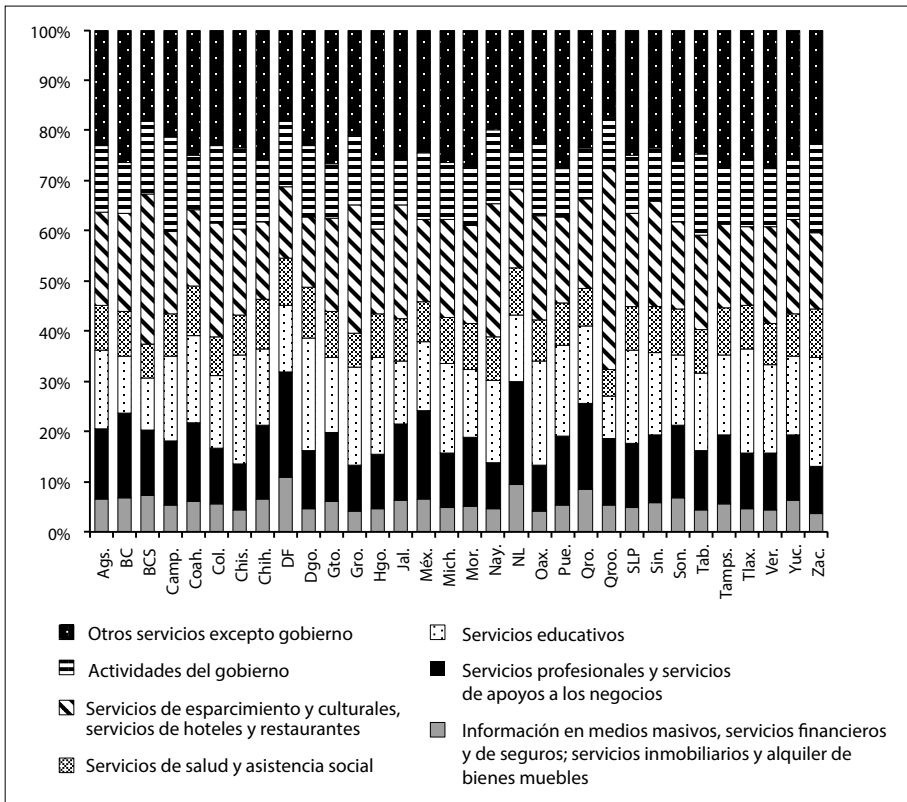 100%
90%
80%
70%
60%
50%
40%
30%
20%
10%
0%
Ags.
BC
BCS
Camp.
Coah.
Col.
Chis.
Chih.
DF
Dgo.
Gto.
Gro.
Hgo.
Jal.
Méx.
Mich.
Mor.
Nay.
NL
Oax.
Pue.
Qro.
Qroo.
SLP
Sin.
Son.
Tab.
Tamps.
Tlax.
Ver.
Yuc.
Zac.
Otros servicios excepto gobierno
Actividades del gobierno
Servicios de esparcimiento y culturales,
servicios de hoteles y restaurantes
Servicios de salud y asistencia social
Servicios educativos
Servicios profesionales y servicios
de apoyos a los negocios
Información en medios masivos, servicios financieros
y de seguros; servicios inmobiliarios y alquiler de
bienes muebles